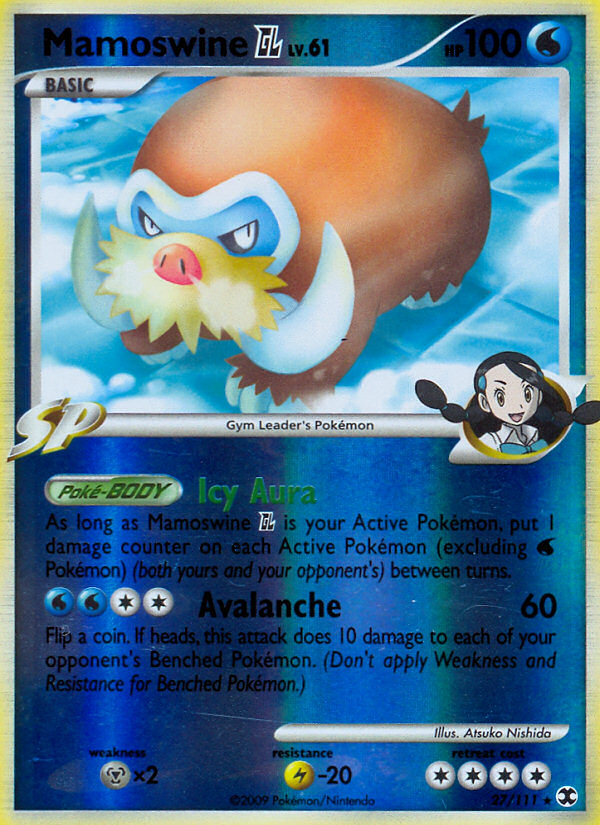 Mamoswine GL LV.61 HP 100
BASIC
SP
Gym Leader's Pokémon
Poké-BODY Icy Aura
As long as Mamoswine GL is your Active Pokémon, put 1
damage counter on each Active Pokémon (excluding
Pokémon) (both yours and your opponent's) between turns.
Avalanche 60
Flip a coin. If heads, this attack does 10 damage to each of your
opponent's Benched Pokémon. (Don't apply Weakness and
Resistance for Benched Pokémon.)
Illus. Atsuko Nishida
weakness resistance retreat cost
×2 -20
©2009 Pokémon/Nintendo 27/111 ★